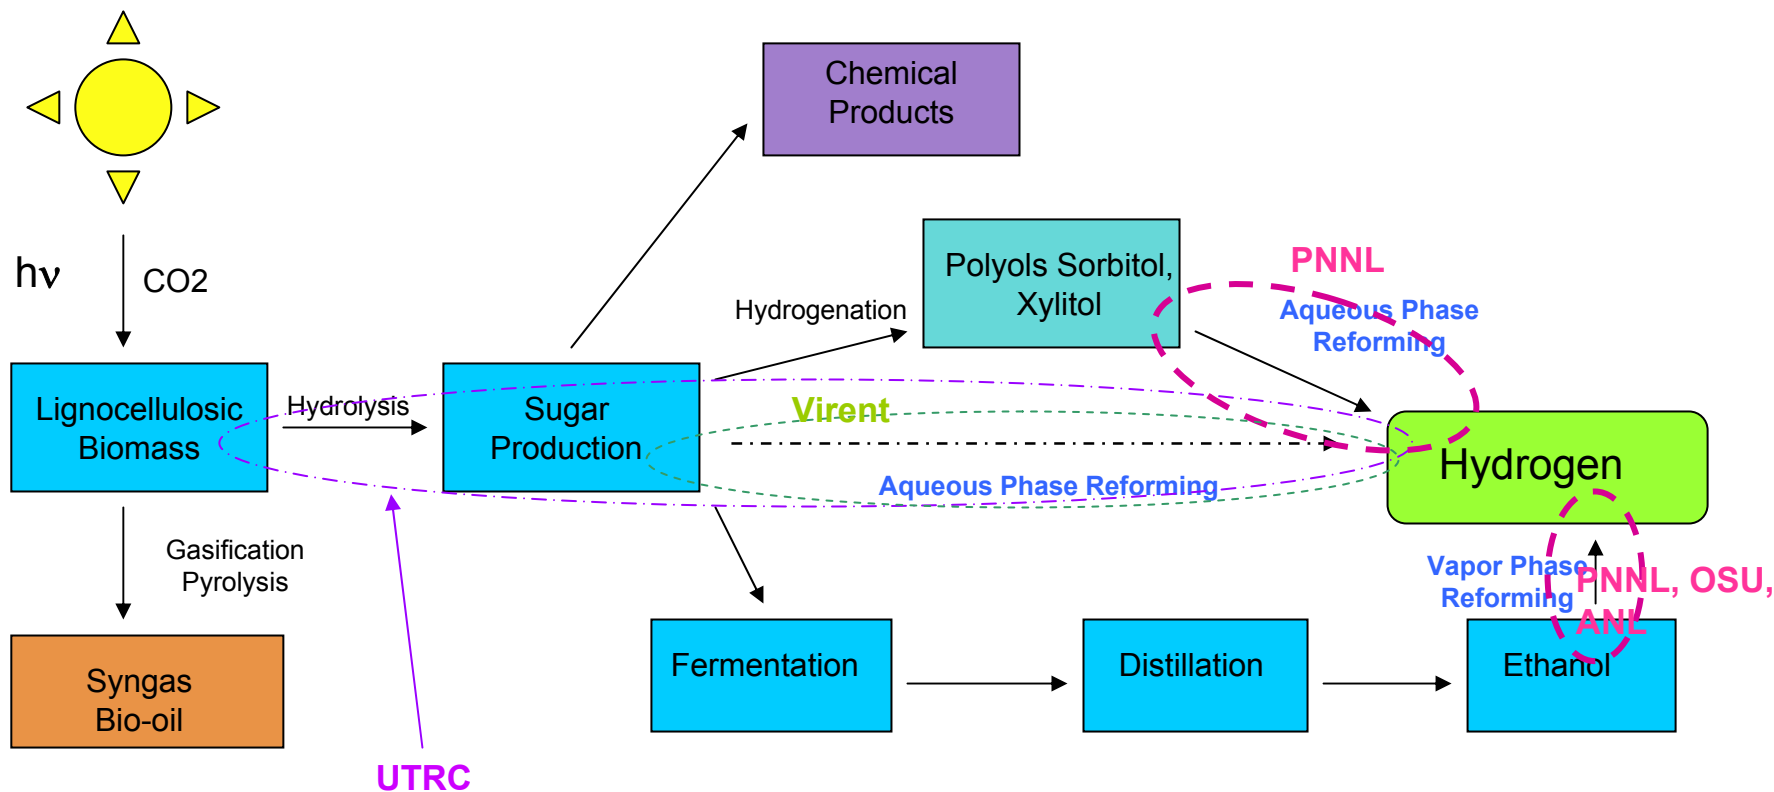 Chemical
Products
hν
CO2
Polyols Sorbitol,
Xylitol
PNNL
Hydrogenation
Aqueous Phase
Reforming
Lignocellulosic
Biomass
Hydrolysis
Sugar
Production
Virent
Aqueous Phase Reforming
Hydrogen
Gasification
Pyrolysis
Vapor Phase
Reforming
PNNL, OSU,
ANL
Syngas
Bio-oil
Fermentation
Distillation
Ethanol
UTRC